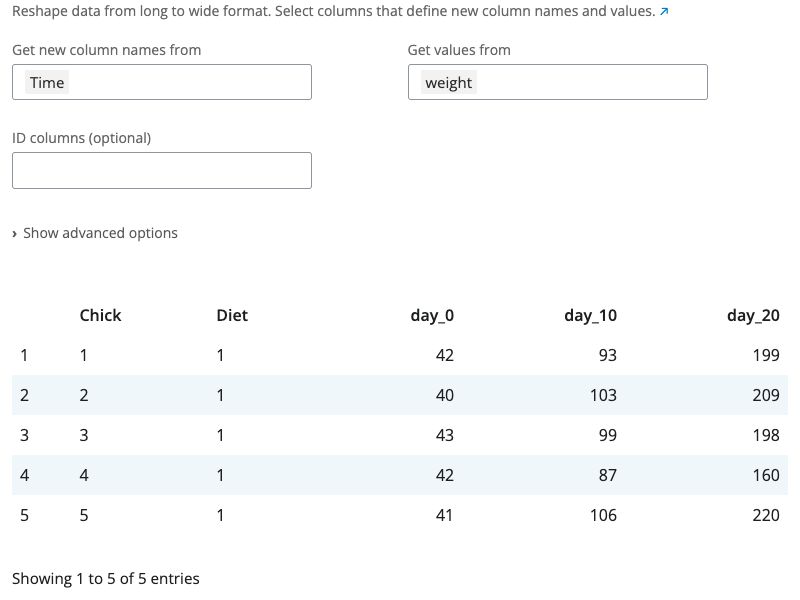 Reshape data from long to wide format. Select columns that define new column names and values. ↗
Get new column names from Get values from
Time weight
ID columns (optional)
› Show advanced options
Chick Diet day_0 day_10 day_20
1 1 1 42 93 199
2 2 1 40 103 209
3 3 1 43 99 198
4 4 1 42 87 160
5 5 1 41 106 220
Showing 1 to 5 of 5 entries